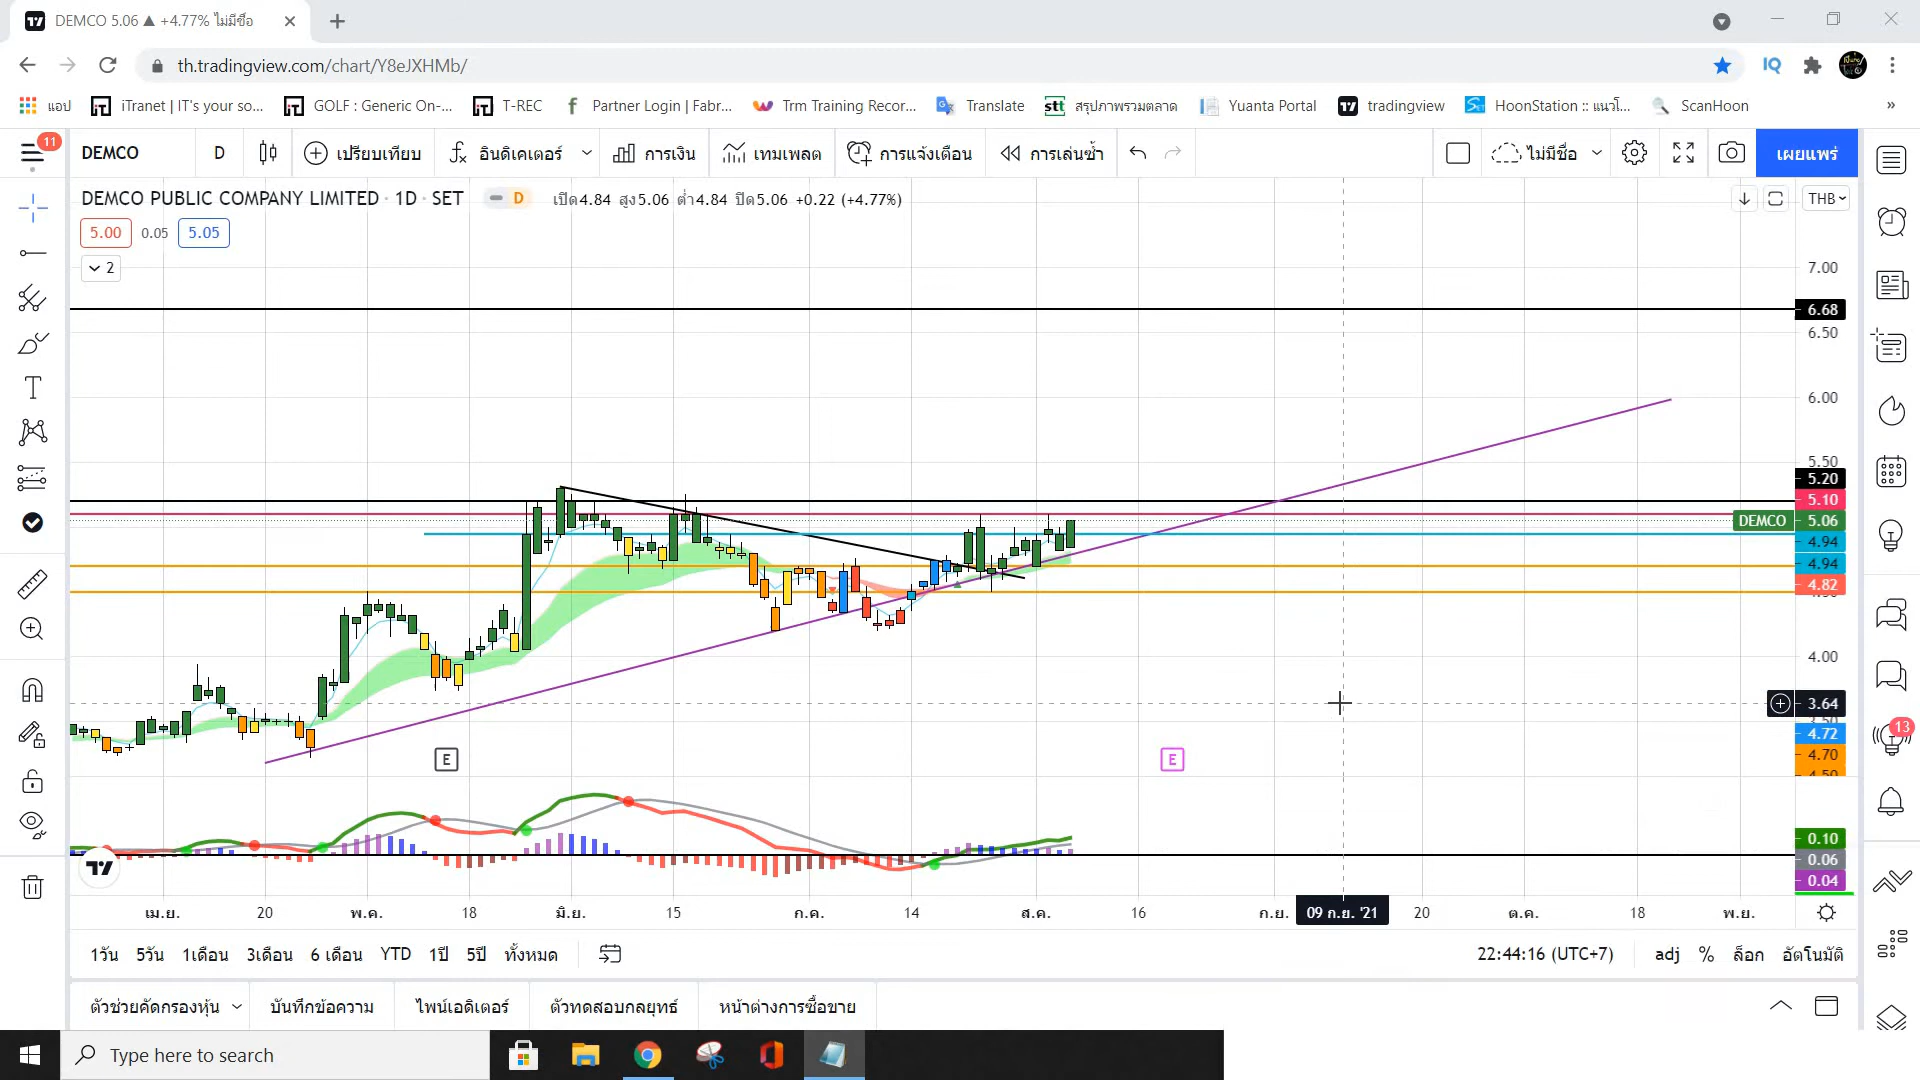 DEMCO 5.06 ▲ +4.77% ไม่มีชื่อ
th.tradingview.com/chart/Y8eJXHMb/
IQ
แอป iTranet | IT's your so... GOLF : Generic On-... T-REC Partner Login | Fabr... Trm Training Recor... Translate stt สรุปภาพรวมตลาด Yuanta Portal tradingview HoonStation :: แนวโ... ScanHoon »
11 DEMCO D เปรียบเทียบ อินดิเคเตอร์ การเงิน เทมเพลต การแจ้งเตือน การเล่นซ้ำ ไม่มีชื่อ เผยแพร่
DEMCO PUBLIC COMPANY LIMITED · 1D · SET D เปิด4.84 สูง5.06 ต่ำ4.84 ปิด5.06 +0.22 (+4.77%) THB
5.00 0.05 5.05
2
7.00
6.68
6.50
6.00
5.50
5.20
5.10
DEMCO 5.06
4.94
4.94
4.82
4.00
3.64
4.72
4.70
4.50
13
E E
0.10
0.06
0.04
เม.ย. 20 พ.ค. 18 มิ.ย. 15 ก.ค. 14 ส.ค. 16 ก.ย. 09 ก.ย. '21 20 ต.ค. 18 พ.ย.
1วัน 5วัน 1เดือน 3เดือน 6 เดือน YTD 1ปี 5ปี ทั้งหมด 22:44:16 (UTC+7) adj % ล็อก อัตโนมัติ
ตัวช่วยคัดกรองหุ้น บันทึกข้อความ ไพน์เอดิเตอร์ ตัวทดสอบกลยุทธ์ หน้าต่างการซื้อขาย
Type here to search